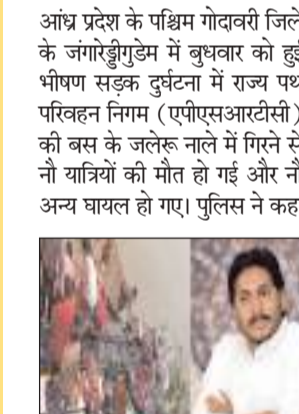 आंध्र प्रदेश के पश्चिम गोदावरी जिले
के जंगारेड्डीगुडेम में बुधवार को हुई
भीषण सड़क दुर्घटना में राज्य पथ
परिवहन निगम (एपीएसआरटीसी)
की बस के जलेरू नाले में गिरने से
नौ यात्रियों की मौत हो गई और नौ
अन्य घायल हो गए। पुलिस ने कह